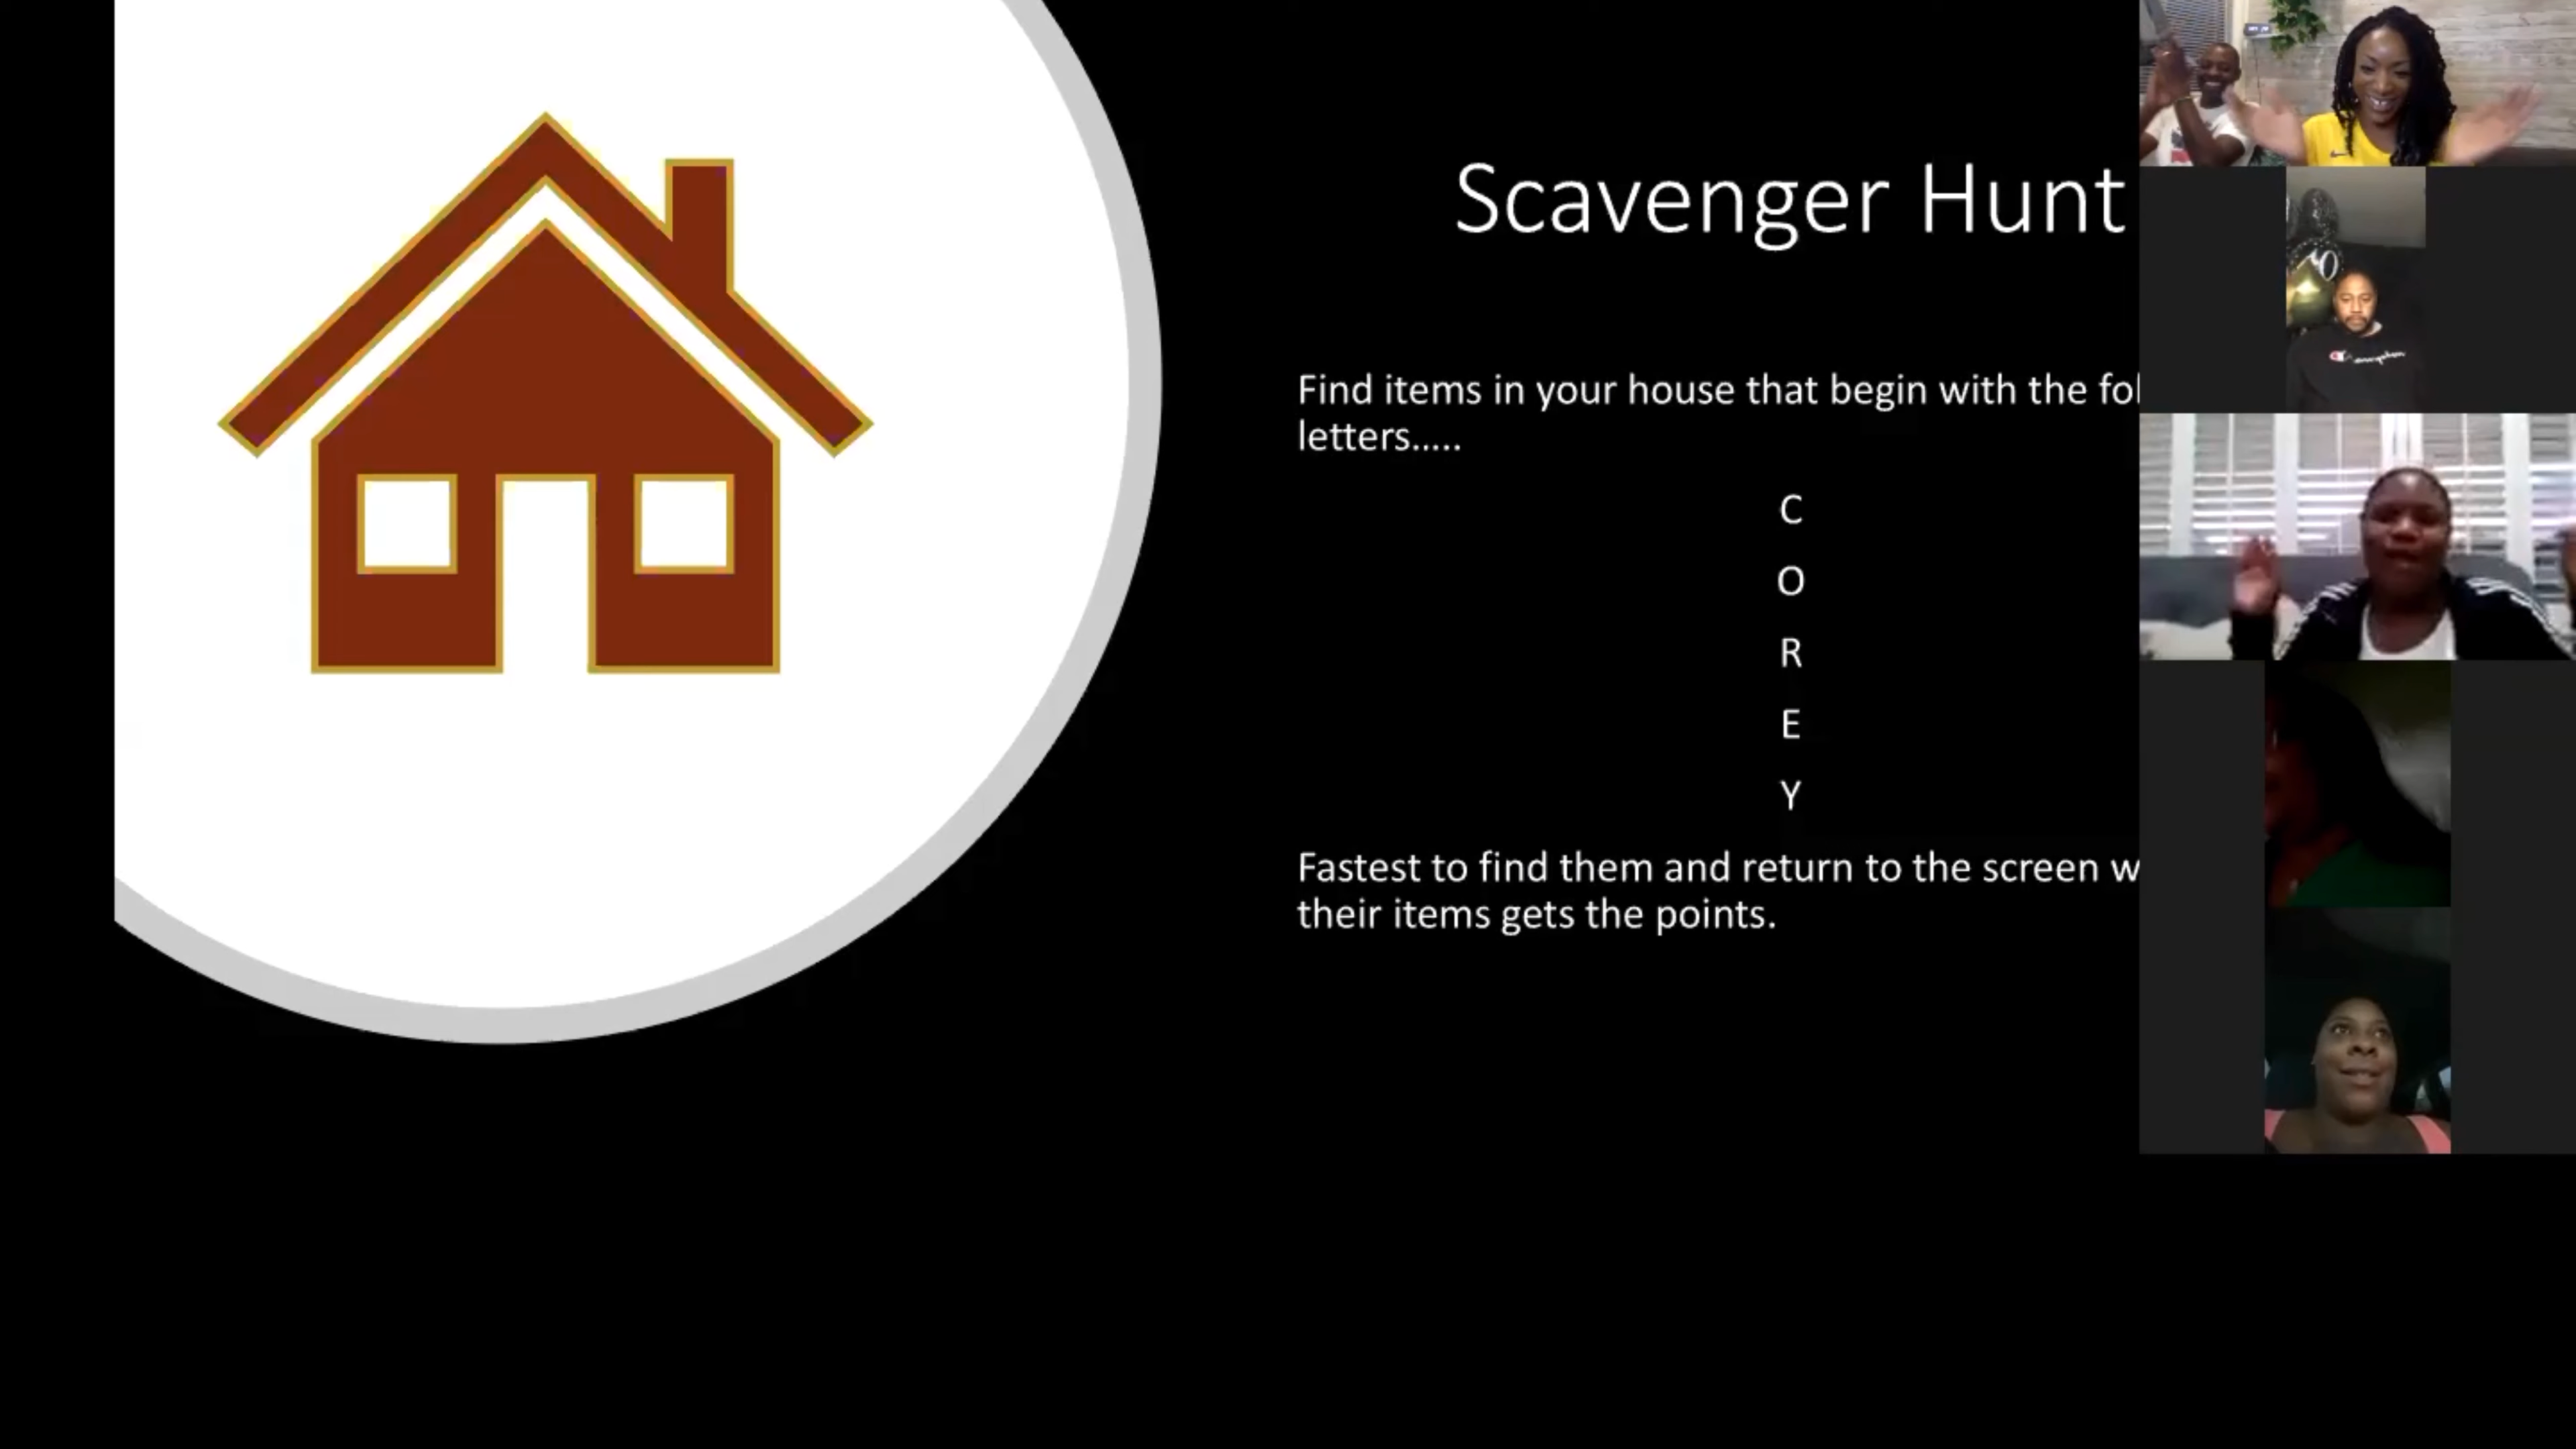 Scavenger Hunt
Find items in your house that begin with the
letters.....
C
O
R
E
Y
Fastest to find them and return to the screen
their items gets the points.
Champion